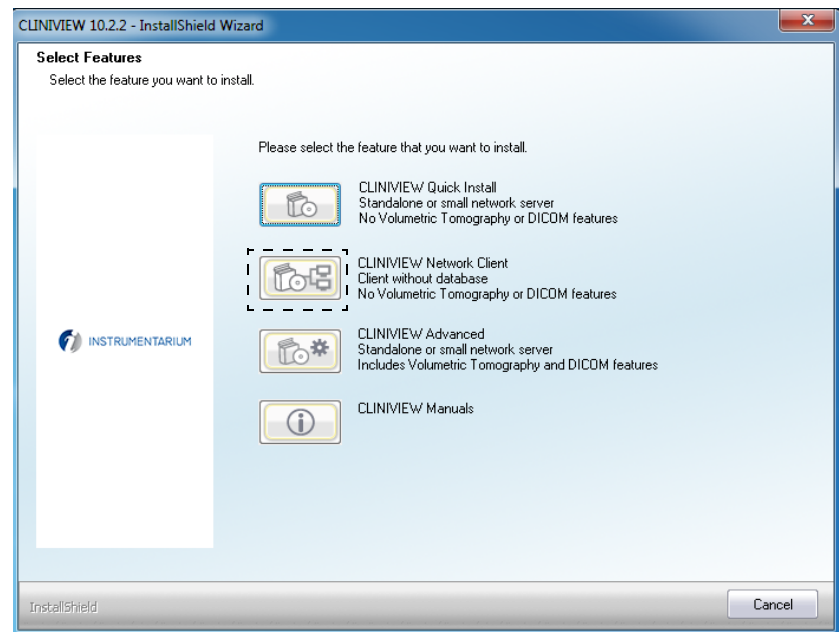 CLINIVIEW 10.2.2 - InstallShield Wizard
Select Features
Select the feature you want to install.
Please select the feature that you want to install.
CLINIVIEW Quick Install
Standalone or small network server
No Volumetric Tomography or DICOM features
CLINIVIEW Network Client
Client without database
No Volumetric Tomography or DICOM features
INSTRUMENTARIUM
CLINIVIEW Advanced
Standalone or small network server
Includes Volumetric Tomography and DICOM features
CLINIVIEW Manuals
InstallShield
Cancel